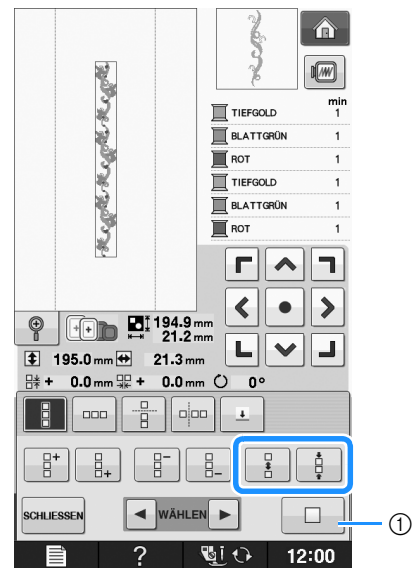 min
TIEFGOLD 1
BLATTGRÜN 1
ROT 1
TIEFGOLD 1
BLATTGRÜN 1
ROT 1
194.9 mm
21.2 mm
195.0 mm 21.3 mm
+ 0.0 mm + 0.0 mm 0°
SCHLIESSEN WÄHLEN
①
? 12:00